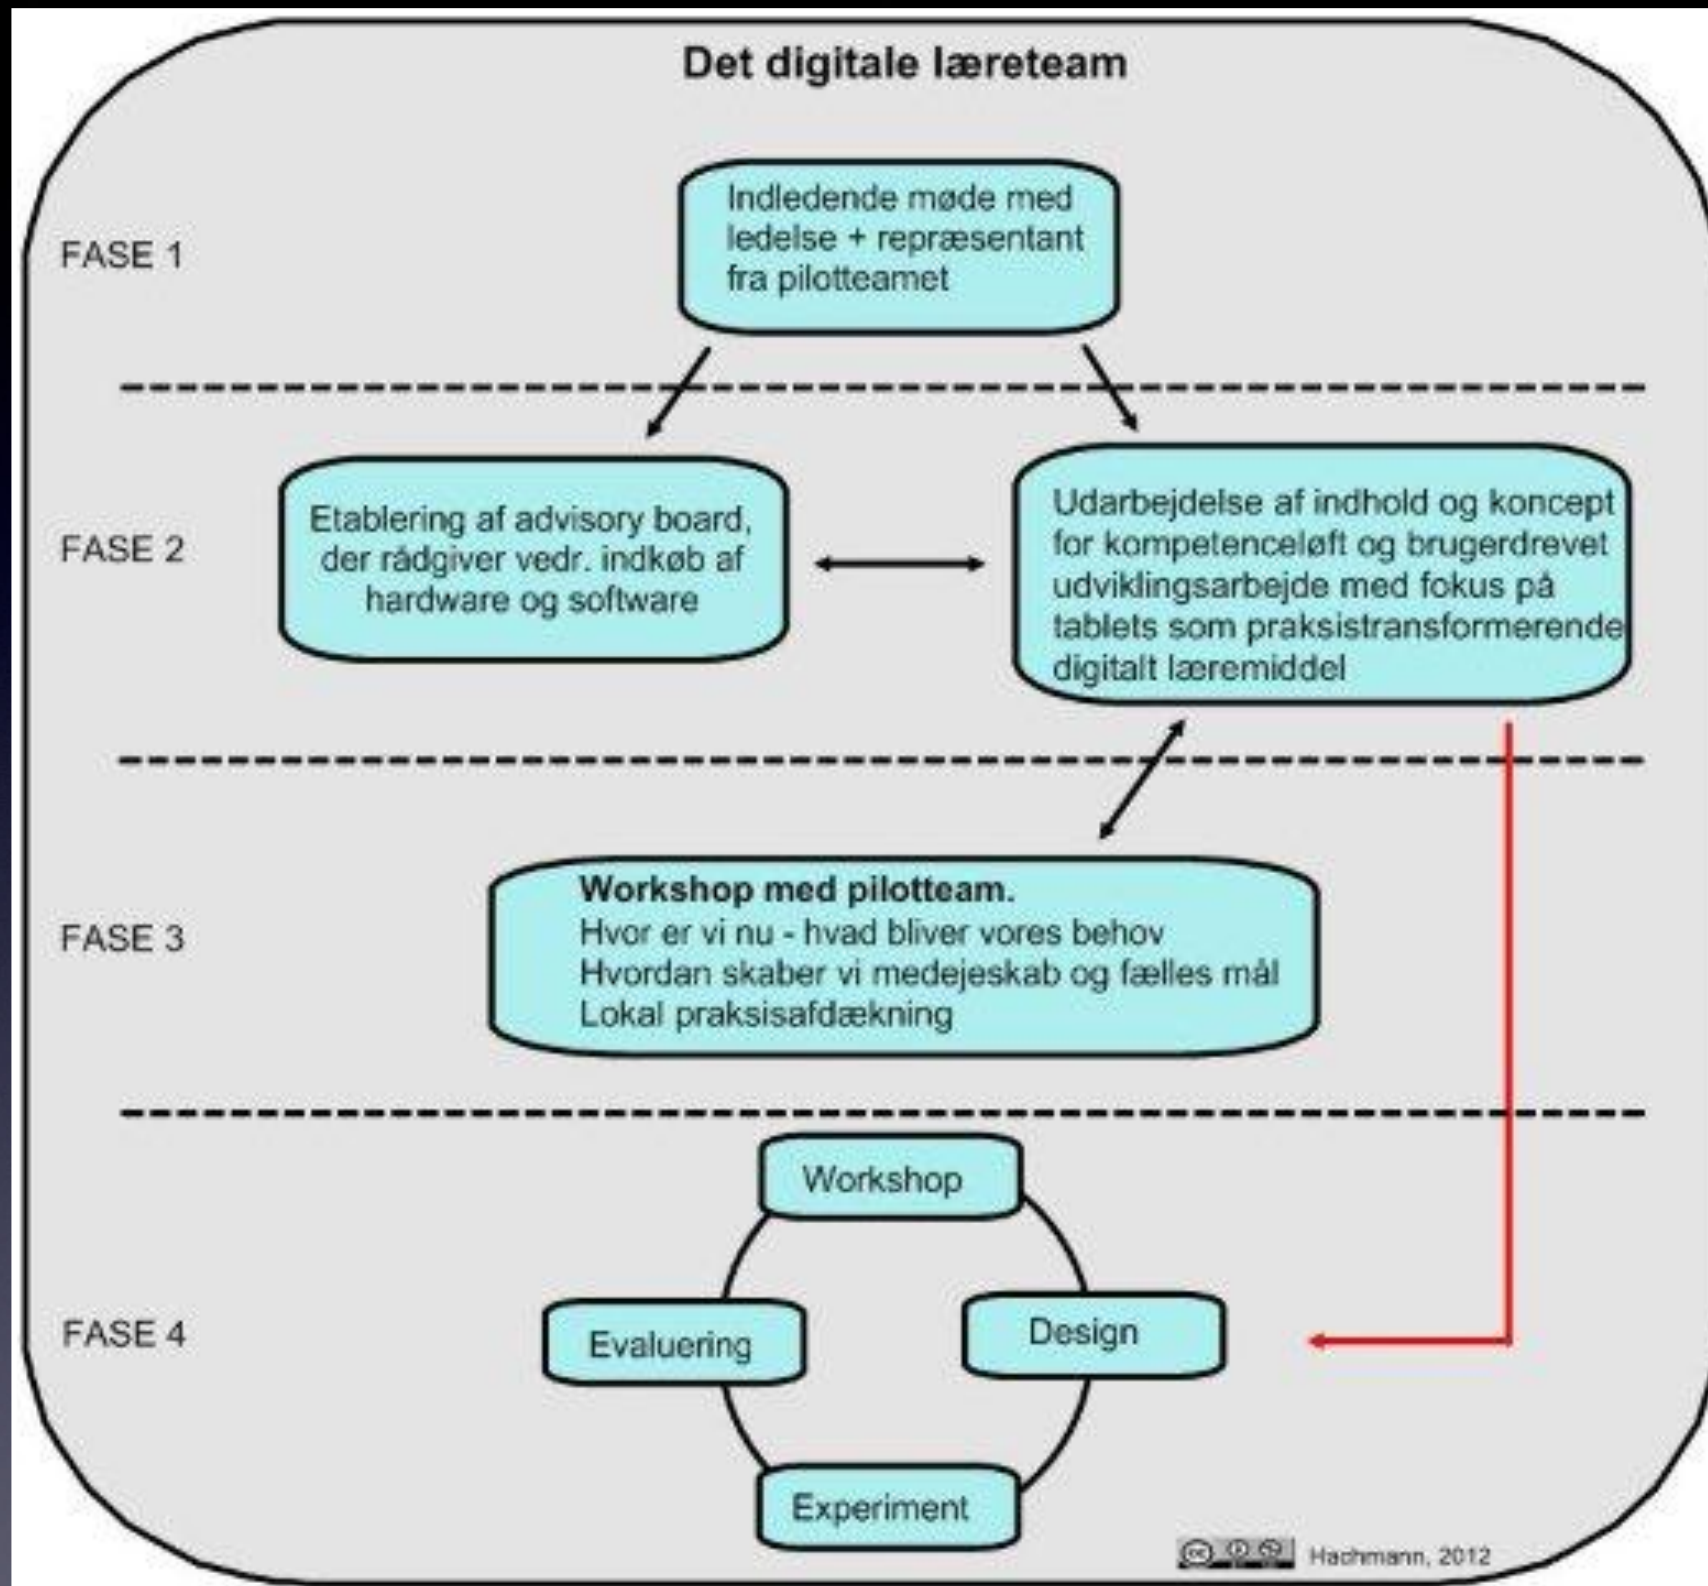 Det digitale læreteam
FASE 1
Indledende møde med
ledelse + repræsentant
fra pilotteamet
FASE 2
Etablering af advisory board,
der rådgiver vedr. indkøb af
hardware og software
Udarbejdelse af indhold og koncept
for kompetenceløft og brugerdrevet
udviklingsarbejde med fokus på
tablets som praksistransformerende
digitalt læremiddel
FASE 3
Workshop med pilotteam.
Hvor er vi nu - hvad bliver vores behov
Hvordan skaber vi medejeskab og fælles mål
Lokal praksisafdækning
FASE 4
Workshop
Evaluering
Design
Experiment
cc
Hachmann, 2012